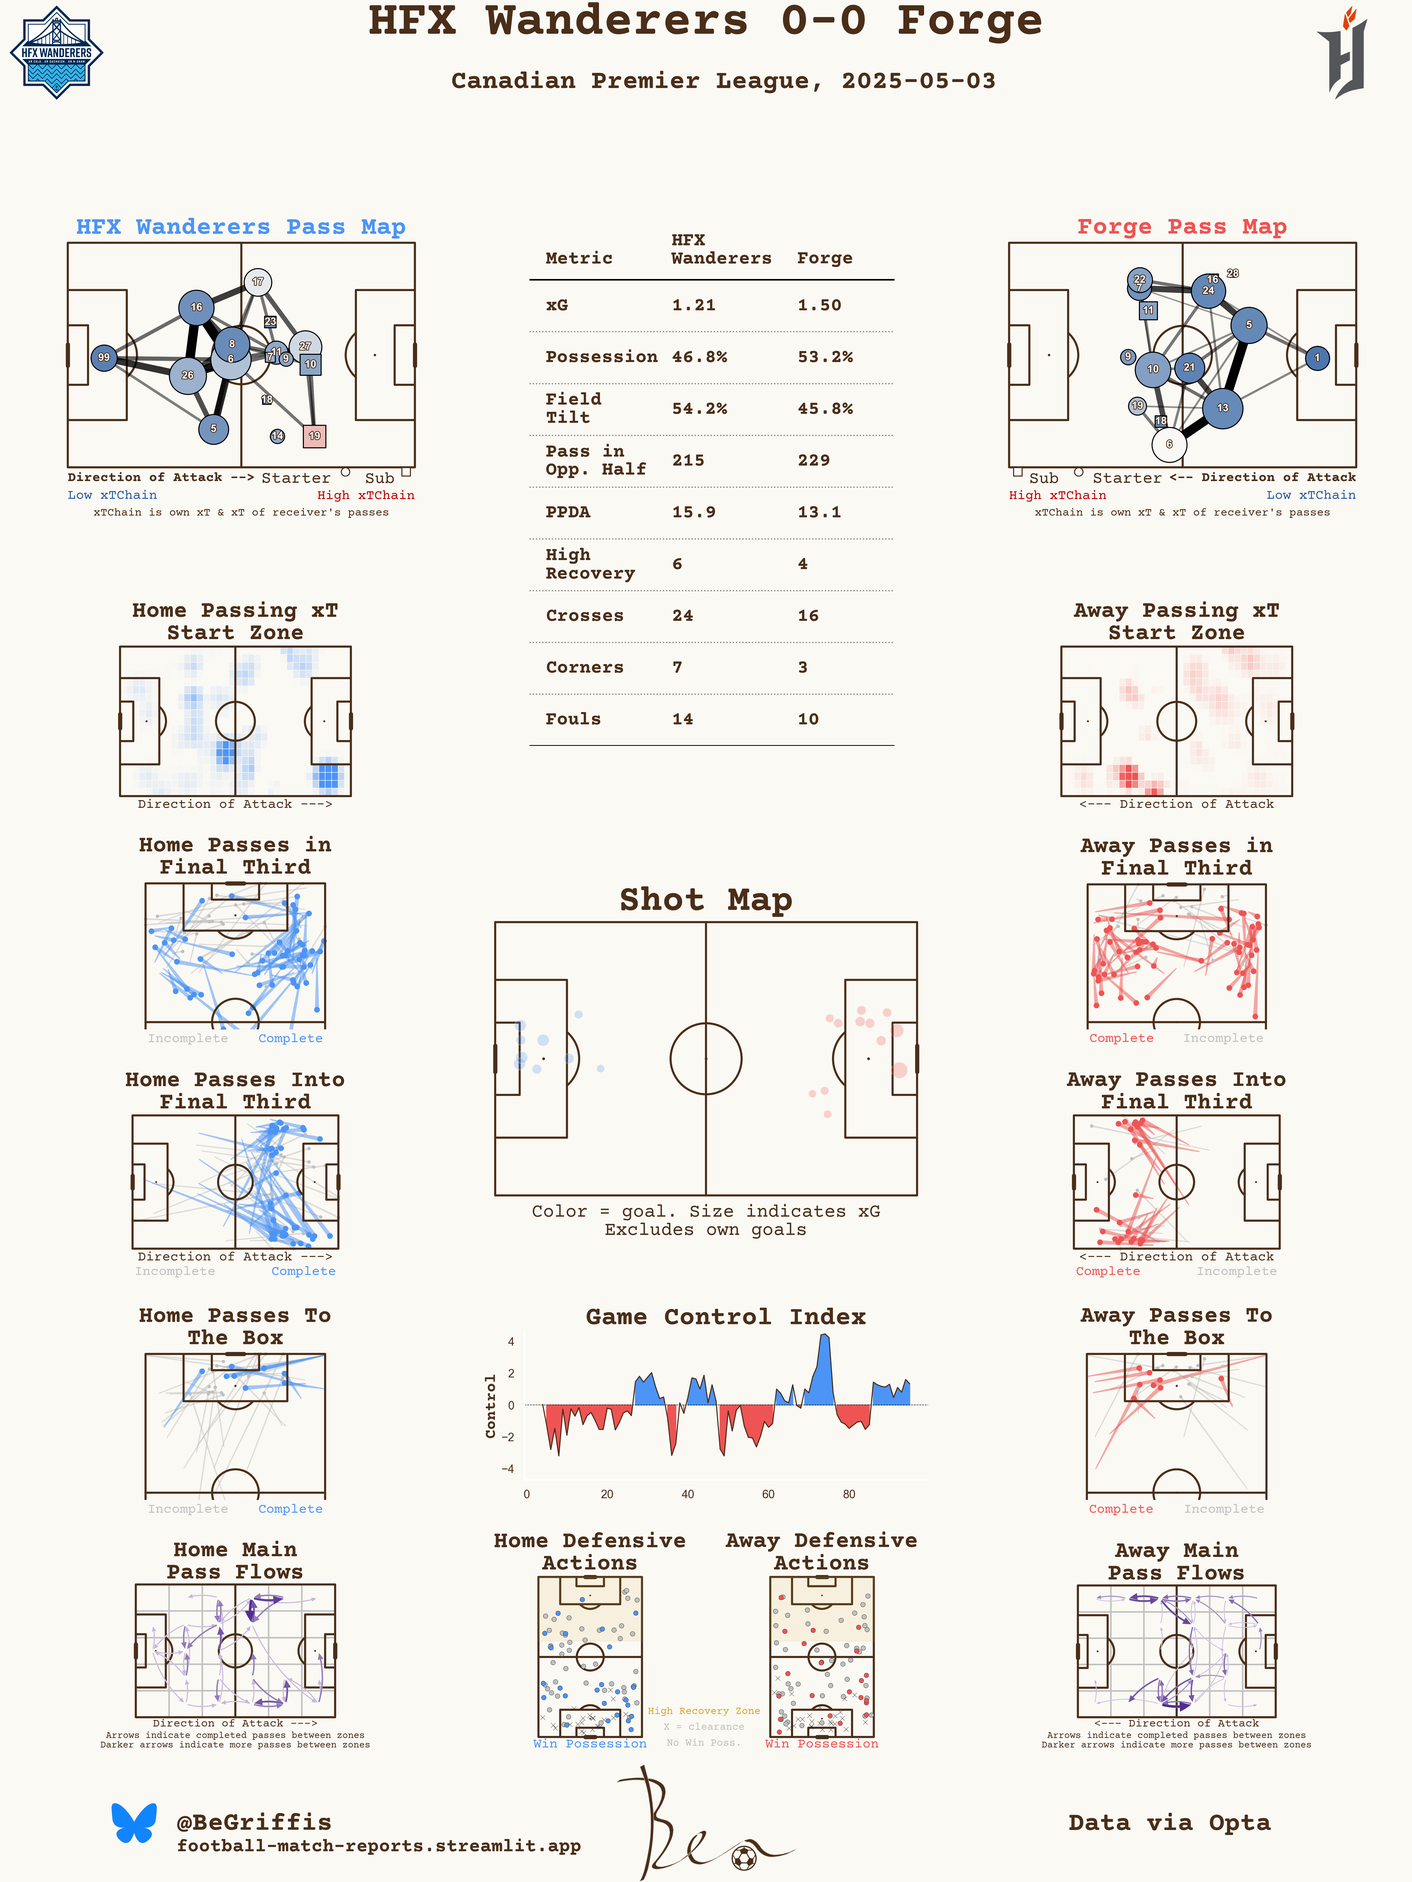 HFX Wanderers 0-0 Forge
Canadian Premier League, 2025-05-03
HFX WANDERERS
HFX Wanderers Pass Map
17
16
23
8
11
27
99
6
7
9
10
26
18
5
14
19
Direction of Attack --> Starter Sub
Low xTChain High xTChain
xTChain is own xT & xT of receiver's passes
Metric HFX Wanderers Forge
xG 1.21 1.50
Possession 46.8% 53.2%
Field Tilt 54.2% 45.8%
Pass in Opp. Half 215 229
PPDA 15.9 13.1
High Recovery 6 4
Crosses 24 16
Corners 7 3
Fouls 14 10
Forge Pass Map
22
16
28
7
24
11
5
9
10
21
1
19
13
18
6
Sub Starter <-- Direction of Attack
High xTChain Low xTChain
xTChain is own xT & xT of receiver's passes
Home Passing xT
Start Zone
Direction of Attack --->
Away Passing xT
Start Zone
<--- Direction of Attack
Home Passes in
Final Third
Incomplete Complete
Away Passes in
Final Third
Complete Incomplete
Shot Map
Color = goal. Size indicates xG
Excludes own goals
Home Passes Into
Final Third
Direction of Attack --->
Incomplete Complete
Away Passes Into
Final Third
<--- Direction of Attack
Complete Incomplete
Home Passes To
The Box
Incomplete Complete
Game Control Index
Control
4
2
0
−2
−4
0 20 40 60 80
Away Passes To
The Box
Complete Incomplete
Home Main
Pass Flows
Direction of Attack --->
Arrows indicate completed passes between zones
Darker arrows indicate more passes between zones
Home Defensive
Actions
Win Possession
Away Defensive
Actions
Win Possession
High Recovery Zone
X = clearance
No Win Poss.
Away Main
Pass Flows
<--- Direction of Attack
Arrows indicate completed passes between zones
Darker arrows indicate more passes between zones
@BeGriffis
football-match-reports.streamlit.app
Ben
Data via Opta